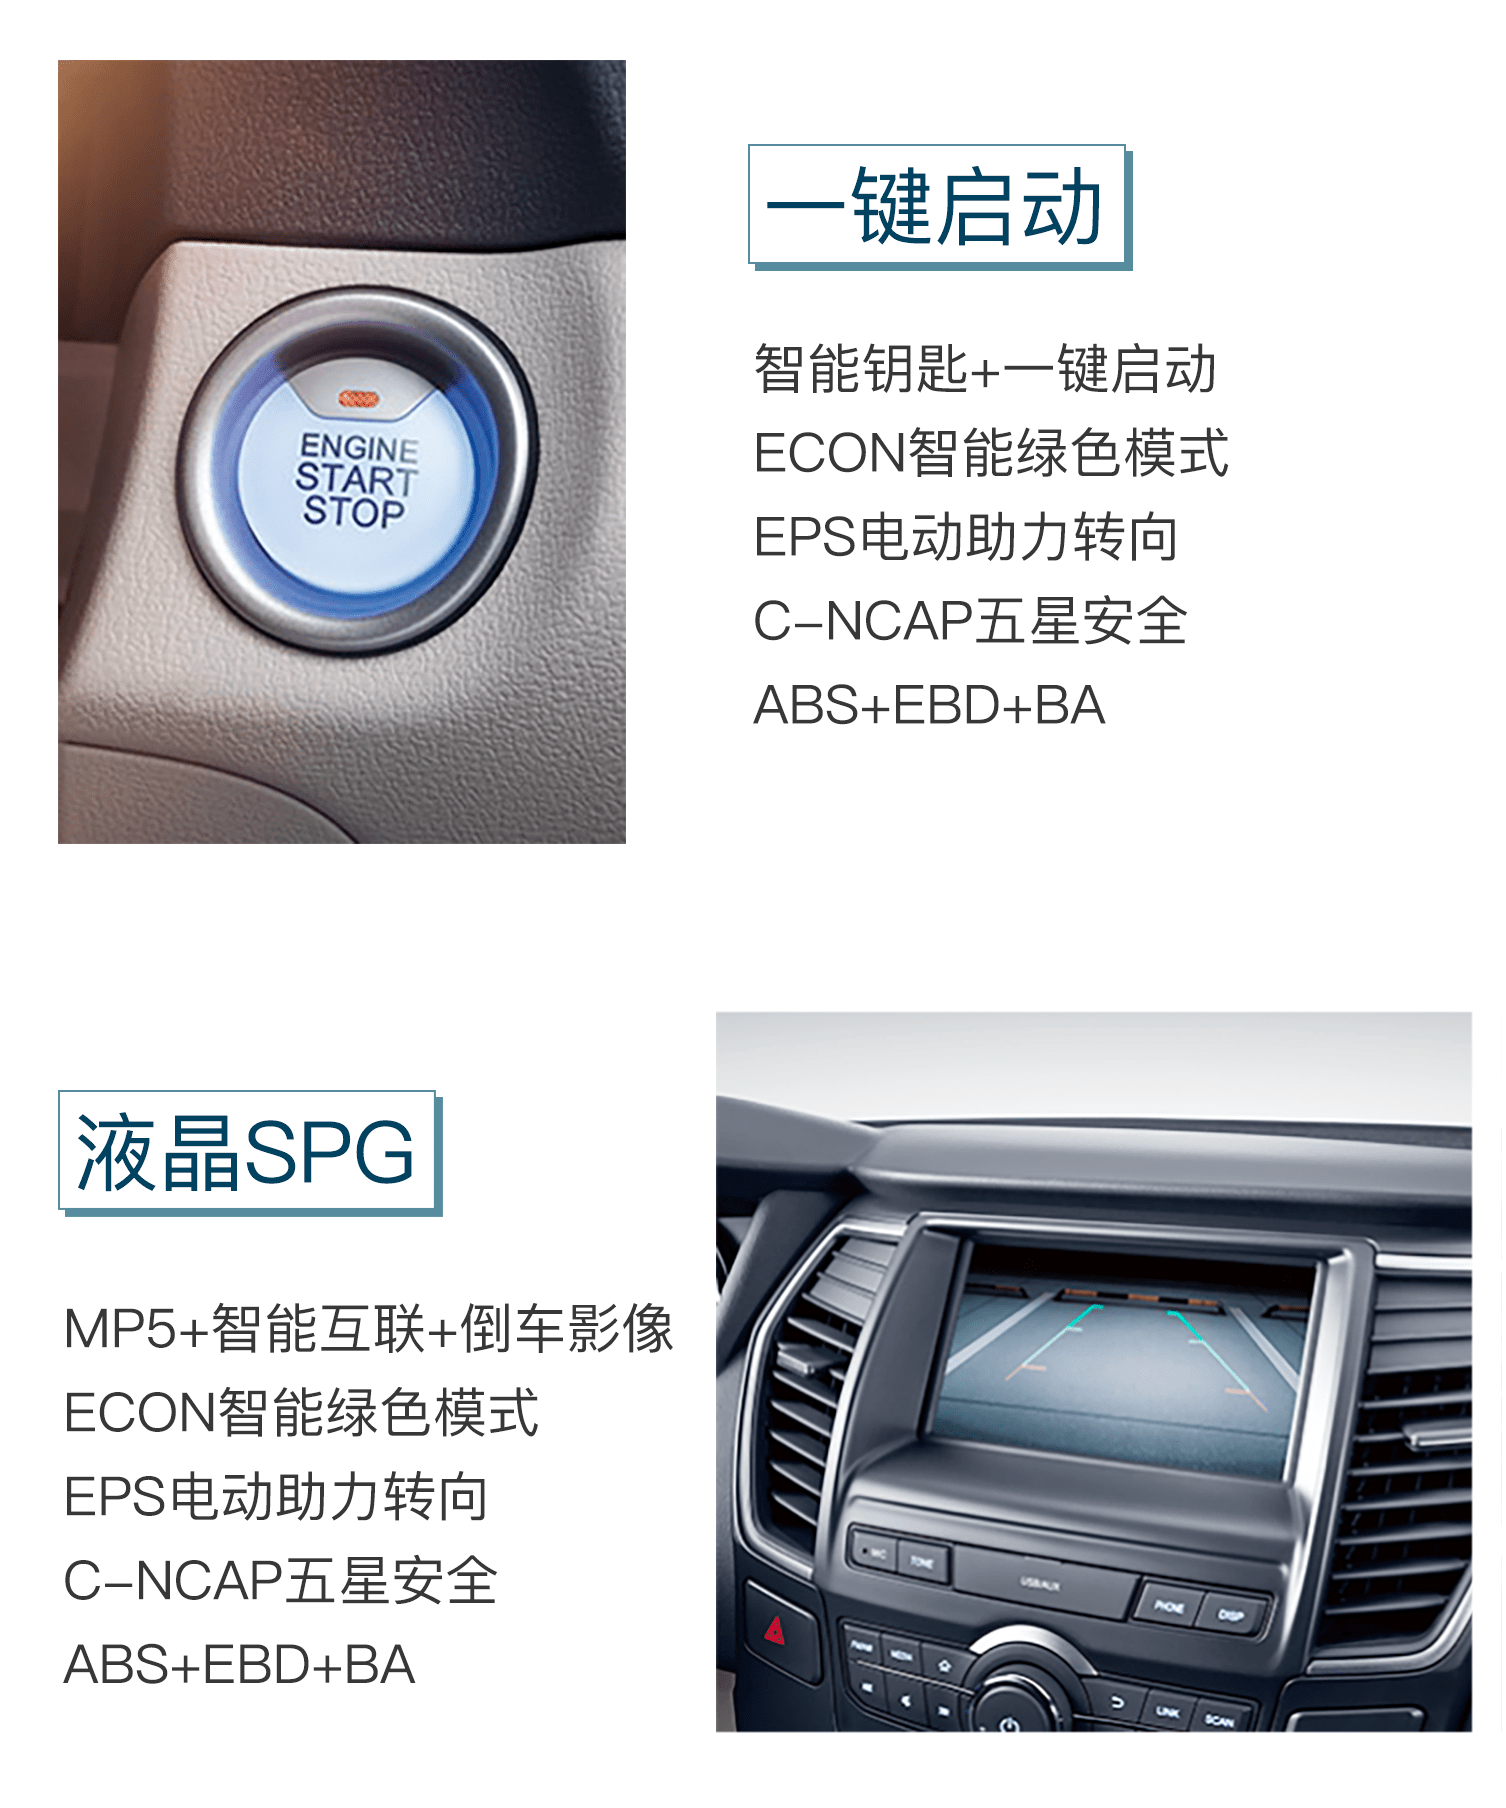 一键启动
智能钥匙+一键启动
ECON智能绿色模式
EPS电动助力转向
C-NCAP五星安全
ABS+EBD+BA
ENGINE
START
STOP
液晶SPG
MP5+智能互联+倒车影像
ECON智能绿色模式
EPS电动助力转向
C-NCAP五星安全
ABS+EBD+BA
MIC
TONE
USB/AUX
PHONE
DISP
MEDIA
LINK
SCAN